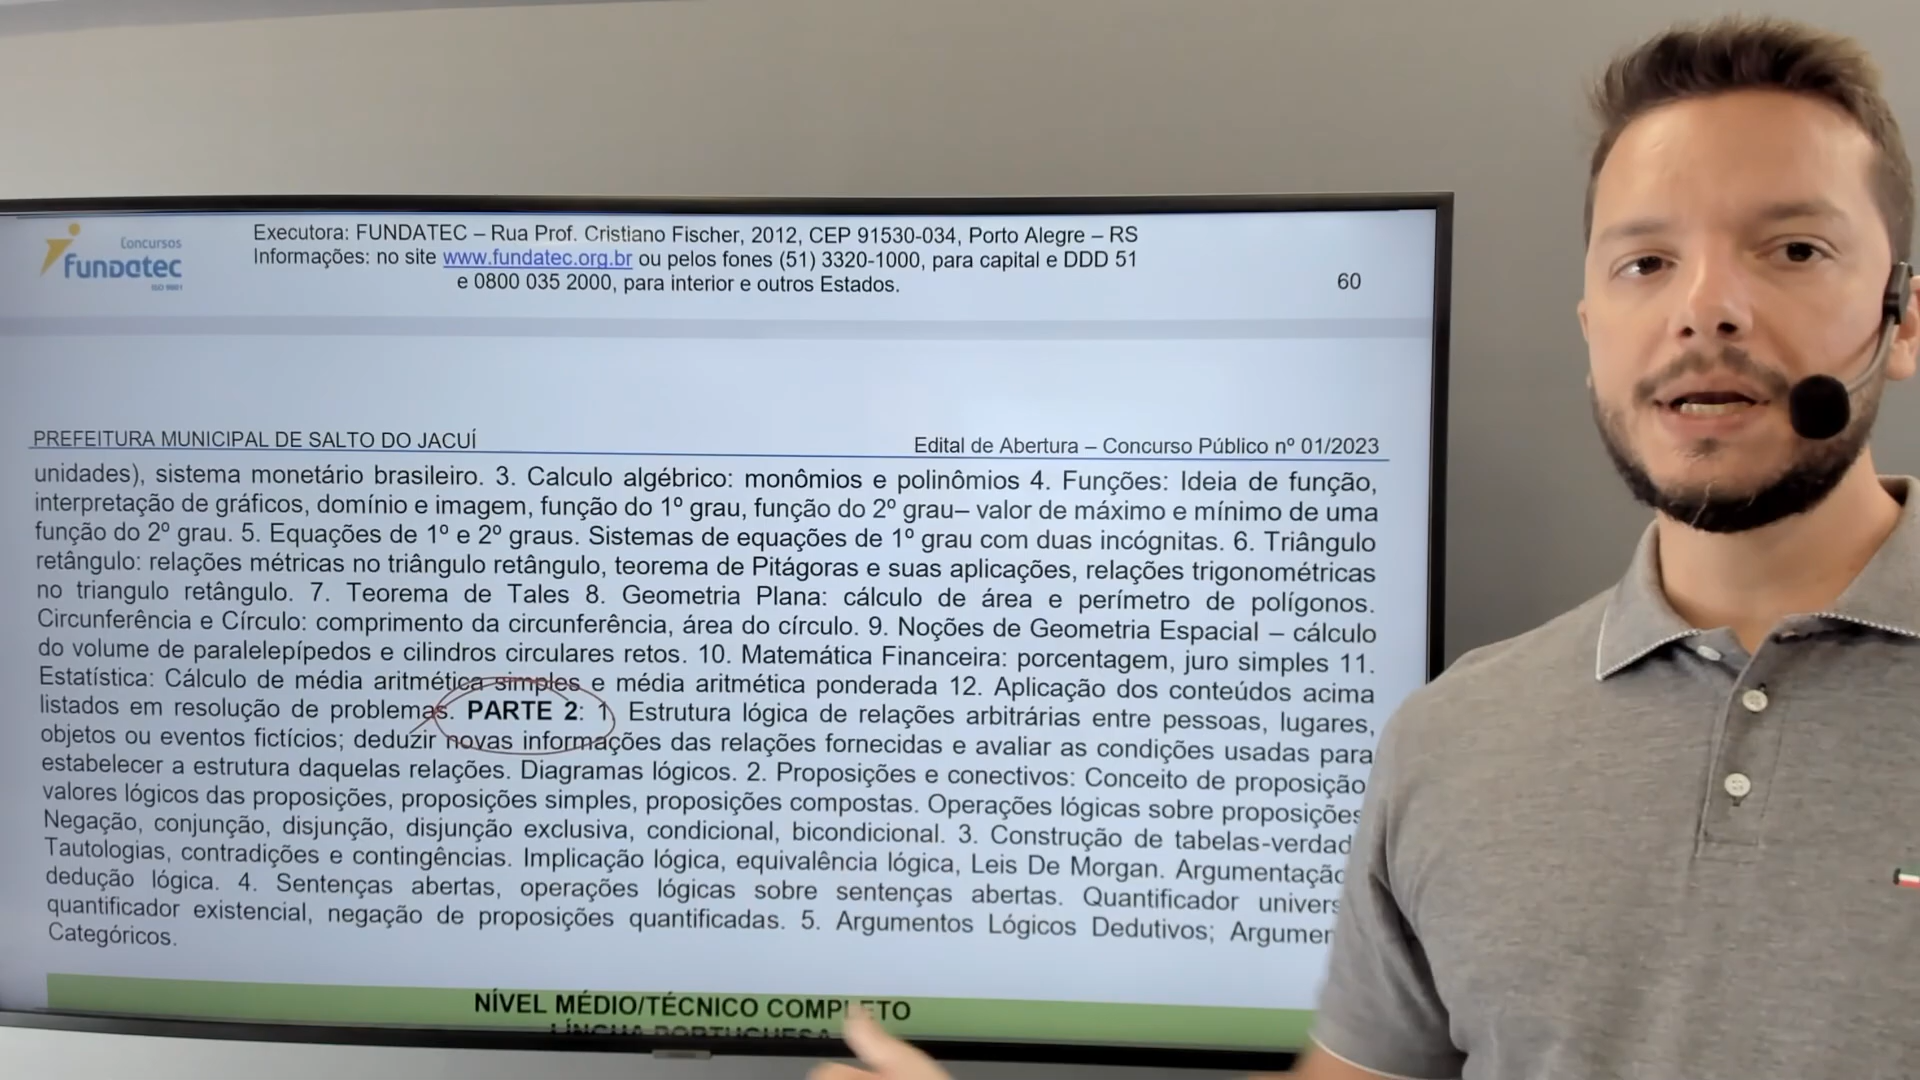 Concursos
Fundatec
ISO 9001
Executora: FUNDATEC – Rua Prof. Cristiano Fischer, 2012, CEP 91530-034, Porto Alegre – RS
Informações: no site www.fundatec.org.br ou pelos fones (51) 3320-1000, para capital e DDD 51
e 0800 035 2000, para interior e outros Estados.
60
PREFEITURA MUNICIPAL DE SALTO DO JACUÍ
Edital de Abertura – Concurso Público nº 01/2023
unidades), sistema monetário brasileiro. 3. Calculo algébrico: monômios e polinômios 4. Funções: Ideia de função,
interpretação de gráficos, domínio e imagem, função do 1º grau, função do 2º grau– valor de máximo e mínimo de uma
função do 2º grau. 5. Equações de 1º e 2º graus. Sistemas de equações de 1º grau com duas incógnitas. 6. Triângulo
retângulo: relações métricas no triângulo retângulo, teorema de Pitágoras e suas aplicações, relações trigonométricas
no triangulo retângulo. 7. Teorema de Tales 8. Geometria Plana: cálculo de área e perímetro de polígonos.
Circunferência e Círculo: comprimento da circunferência, área do círculo. 9. Noções de Geometria Espacial – cálculo
do volume de paralelepípedos e cilindros circulares retos. 10. Matemática Financeira: porcentagem, juro simples 11.
Estatística: Cálculo de média aritmética simples e média aritmética ponderada 12. Aplicação dos conteúdos acima
listados em resolução de problemas. PARTE 2: 1. Estrutura lógica de relações arbitrárias entre pessoas, lugares,
objetos ou eventos fictícios; deduzir novas informações das relações fornecidas e avaliar as condições usadas para
estabelecer a estrutura daquelas relações. Diagramas lógicos. 2. Proposições e conectivos: Conceito de proposição
valores lógicos das proposições, proposições simples, proposições compostas. Operações lógicas sobre proposições
Negação, conjunção, disjunção, disjunção exclusiva, condicional, bicondicional. 3. Construção de tabelas-verdad
Tautologias, contradições e contingências. Implicação lógica, equivalência lógica, Leis De Morgan. Argumentação
dedução lógica. 4. Sentenças abertas, operações lógicas sobre sentenças abertas. Quantificador univers
quantificador existencial, negação de proposições quantificadas. 5. Argumentos Lógicos Dedutivos; Argumen
Categóricos.
NÍVEL MÉDIO/TÉCNICO COMPLETO
LÍNGUA PORTUGUESA